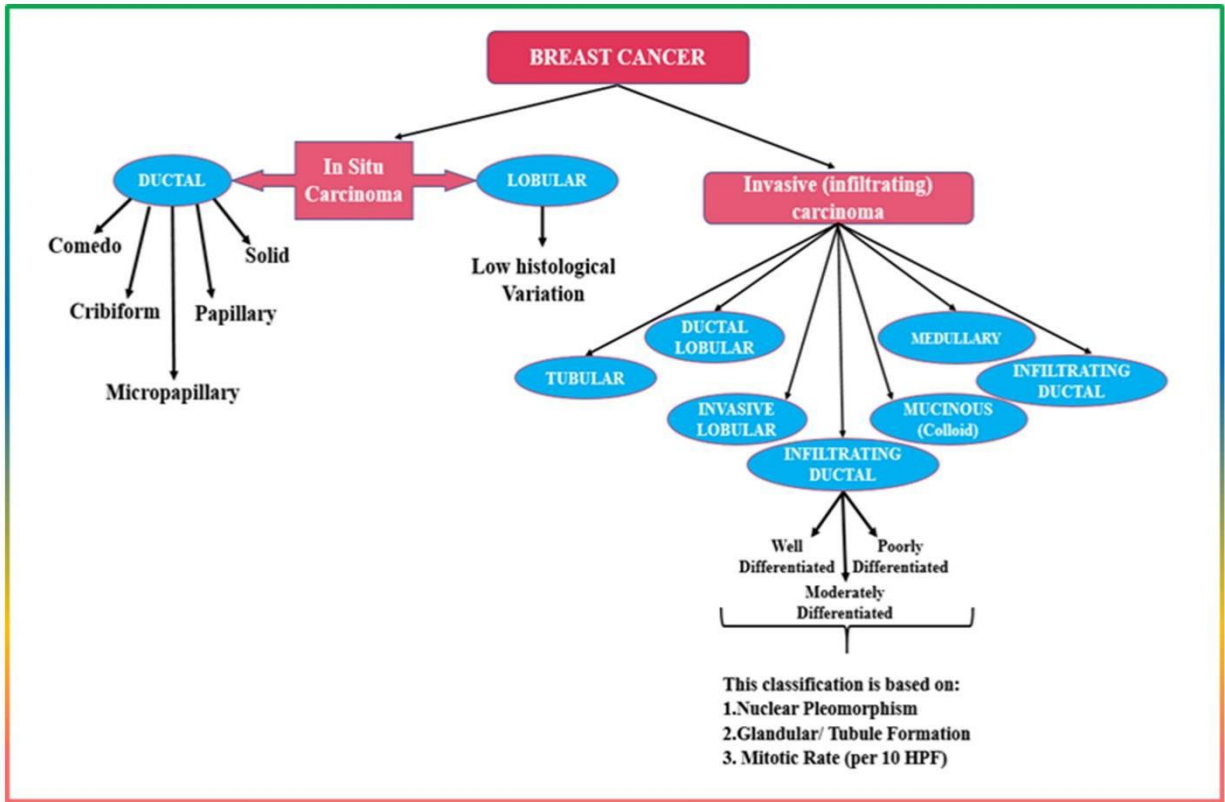 BREAST CANCER
In Situ
Carcinoma
DUCTAL
LOBULAR
Comedo
Cribiform
Micropapillary
Papillary
Solid
Low histological
Variation
Invasive (infiltrating)
carcinoma
TUBULAR
DUCTAL
LOBULAR
INVASIVE
LOBULAR
INFILTRATING
DUCTAL
MUCINOUS
(Colloid)
MEDULLARY
INFILTRATING
DUCTAL
Well
Differentiated
Moderately
Differentiated
Poorly
Differentiated
This classification is based on:
1.Nuclear Pleomorphism
2.Glandular/ Tubule Formation
3. Mitotic Rate (per 10 HPF)